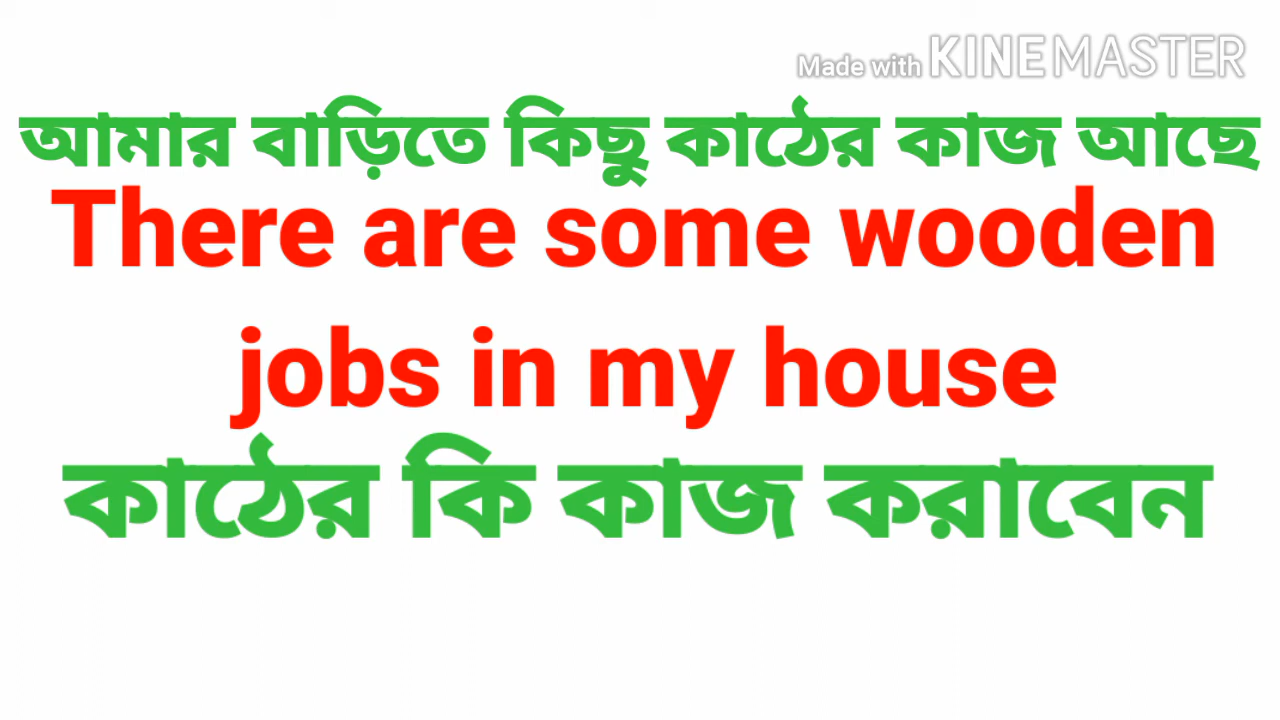 Made with KINEMASTER
আমার বাড়িতে কিছু কাঠের কাজ আছে
There are some wooden
jobs in my house
কাঠের কি কাজ করাবেন